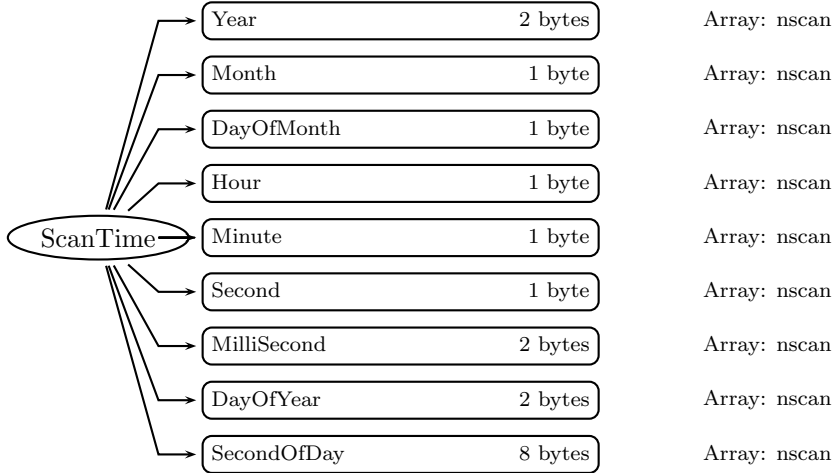 Year 2 bytes Array: nscan
Month 1 byte Array: nscan
DayOfMonth 1 byte Array: nscan
Hour 1 byte Array: nscan
ScanTime Minute 1 byte Array: nscan
Second 1 byte Array: nscan
MilliSecond 2 bytes Array: nscan
DayOfYear 2 bytes Array: nscan
SecondOfDay 8 bytes Array: nscan